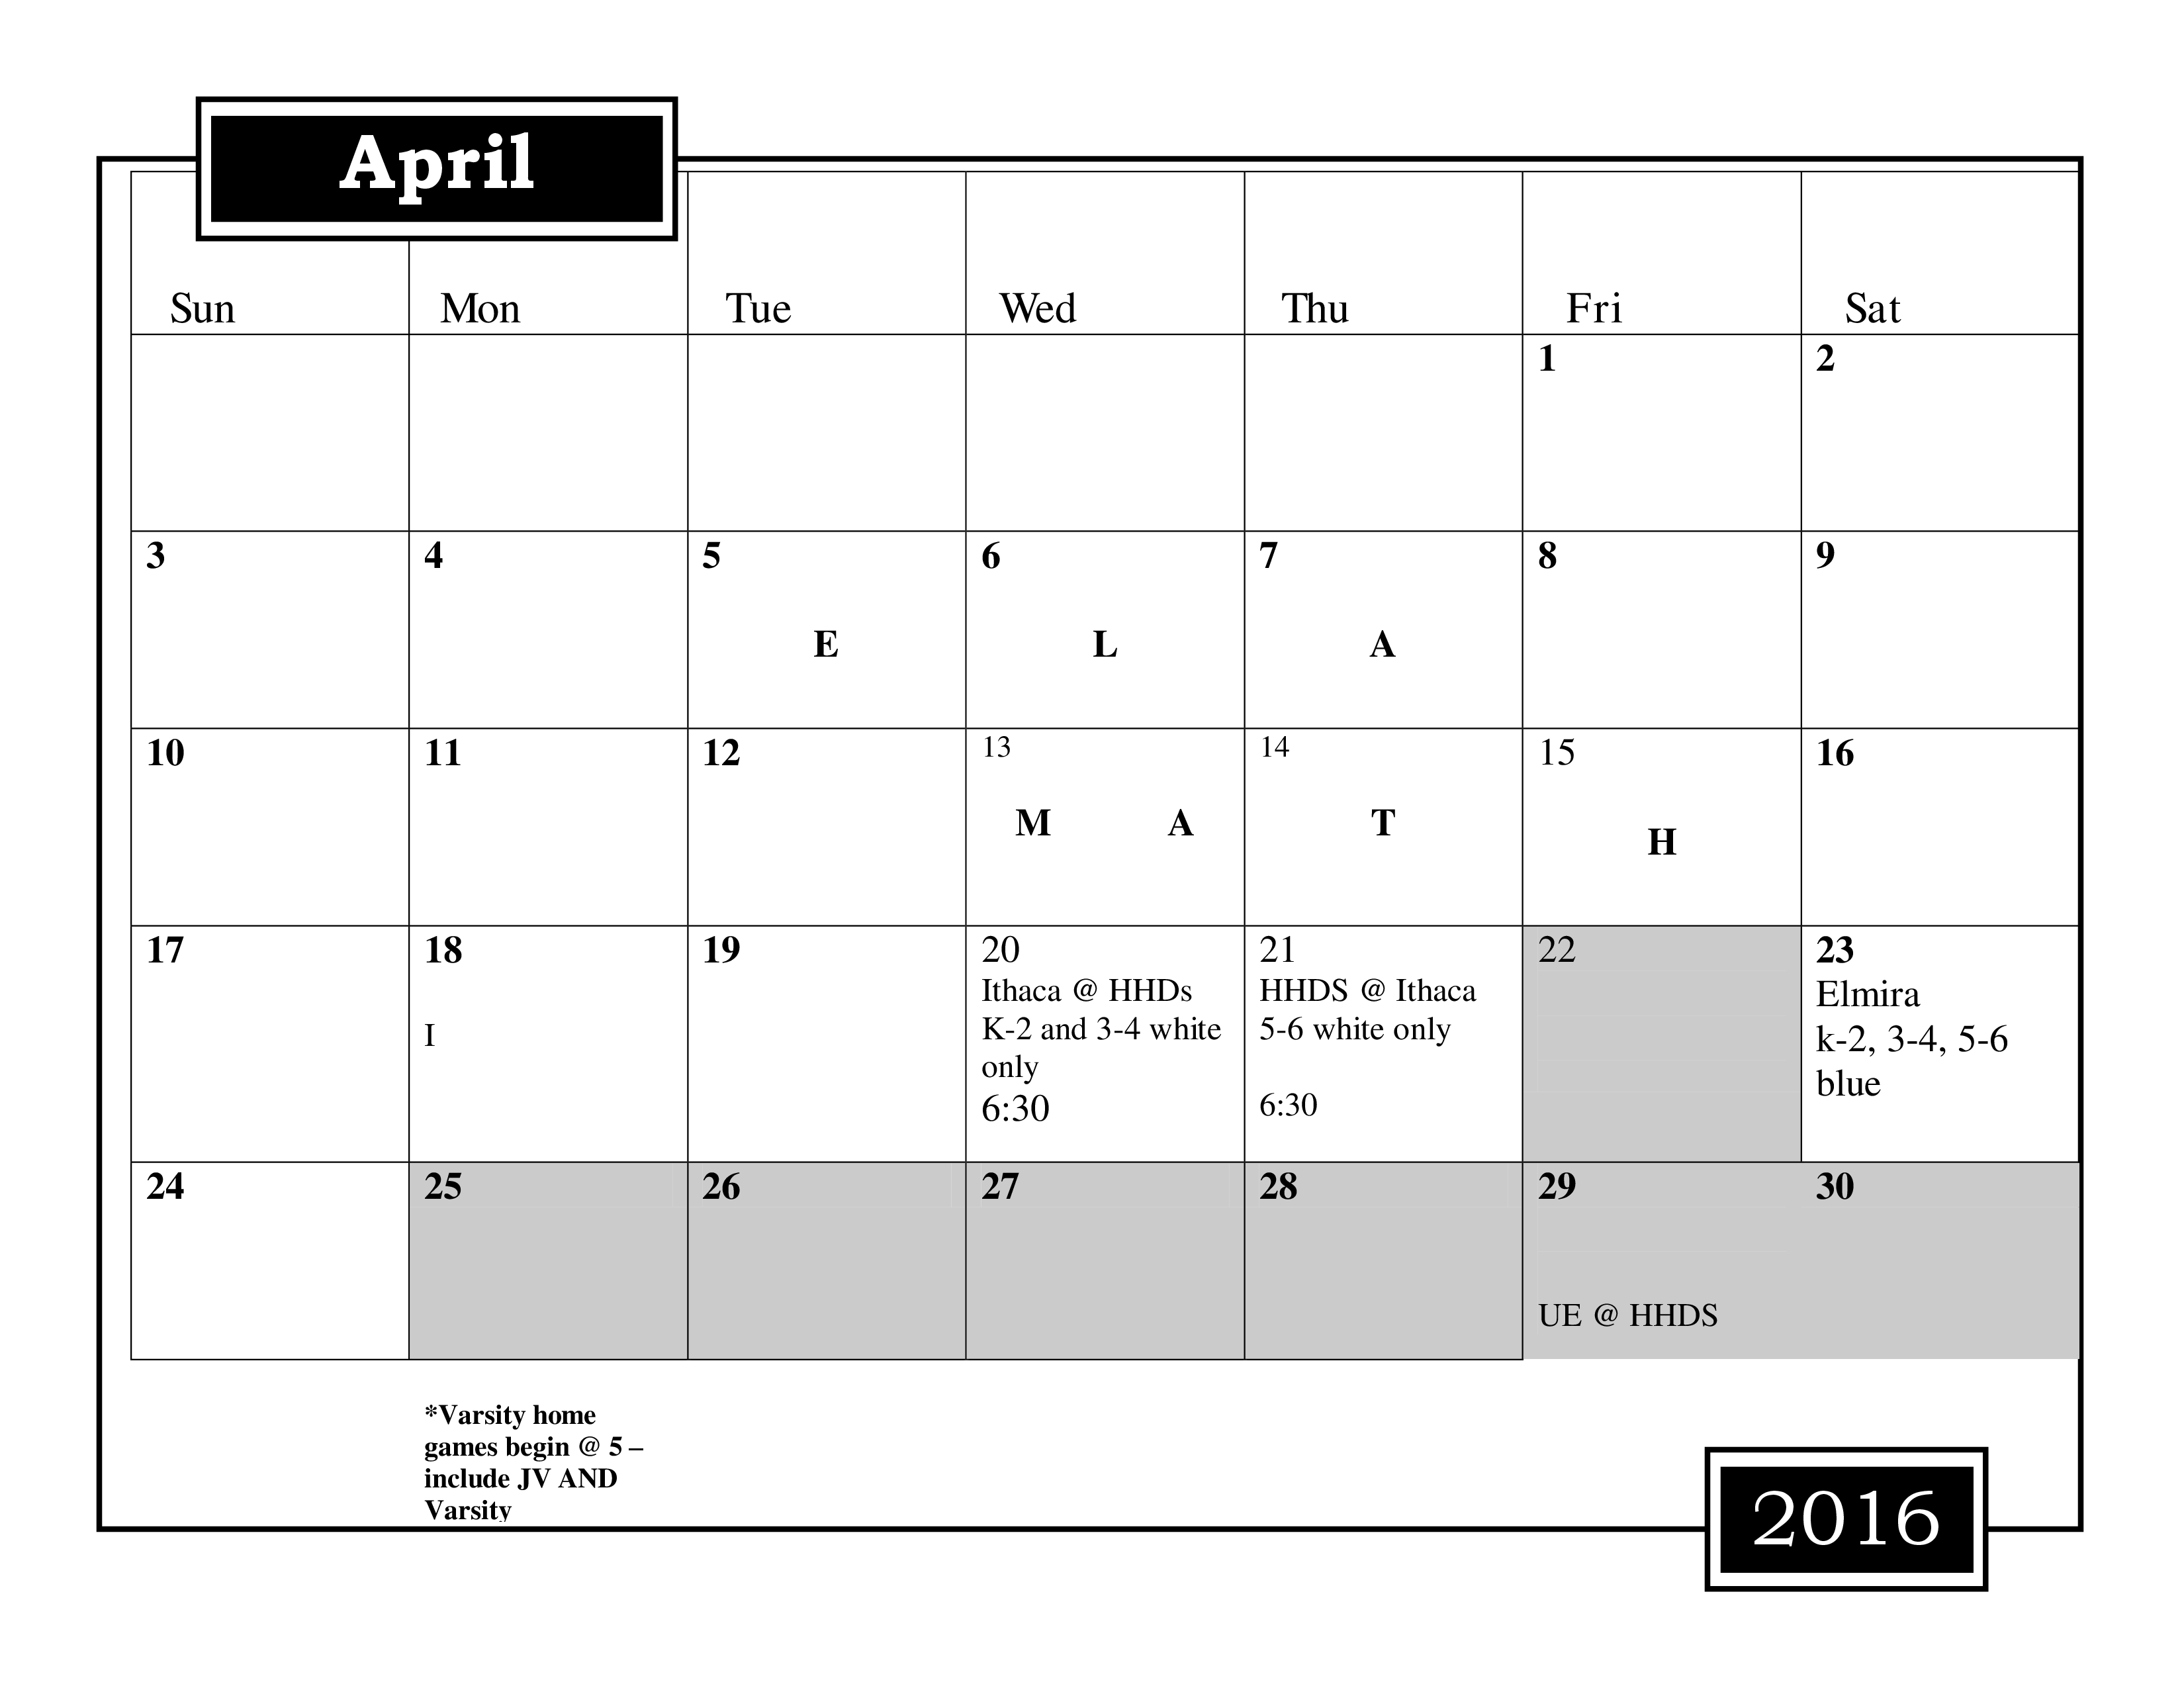 April
Sun Mon Tue Wed Thu Fri Sat
1 2
3 4 5 6 7 8 9
E L A
10 11 12 13 14 15 16
M A T
H
17 18 19 20 21 22 23
Ithaca @ HHDs
K-2 and 3-4 white
only
6:30
HHDS @ Ithaca
5-6 white only
6:30
Elmira
k-2, 3-4, 5-6
blue
I
24 25 26 27 28 29 30
UE @ HHDS
*Varsity home
games begin @ 5 –
include JV AND
Varsity
2016